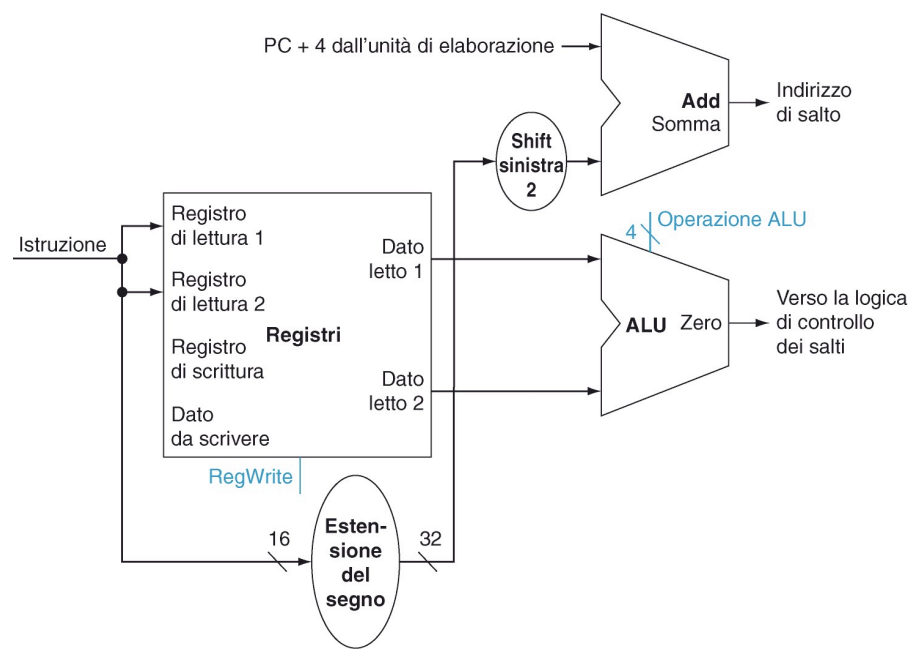 PC + 4 dall'unità di elaborazione
Add
Somma
Indirizzo
di salto
Shift
sinistra
2
Operazione ALU
4
Istruzione
Registro
di lettura 1
Registro
di lettura 2
Registri
Registro
di scrittura
Dato
da scrivere
Dato
letto 1
Dato
letto 2
ALU Zero
Verso la logica
di controllo
dei salti
RegWrite
16
Esten-
sione
del
segno
32